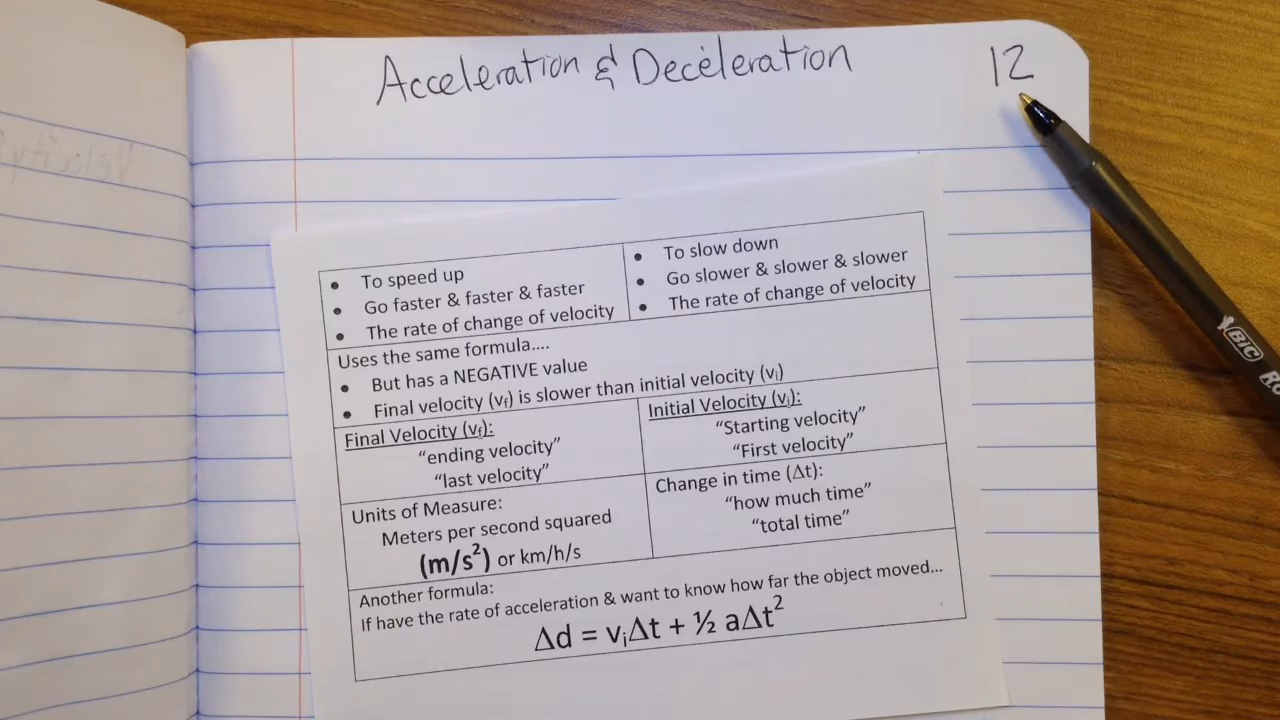 Acceleration & Deceleration
12
• To speed up
• Go faster & faster & faster
• The rate of change of velocity
• To slow down
• Go slower & slower & slower
• The rate of change of velocity
Uses the same formula....
• But has a NEGATIVE value
• Final velocity (vf) is slower than initial velocity (vi)
Final Velocity (vf):
“ending velocity”
“last velocity”
Initial Velocity (vi):
“Starting velocity”
“First velocity”
Units of Measure:
Meters per second squared
(m/s²) or km/h/s
Change in time (Δt):
“how much time”
“total time”
Another formula:
If have the rate of acceleration & want to know how far the object moved...
Δd = viΔt + ½ aΔt²
BIC
Velocity